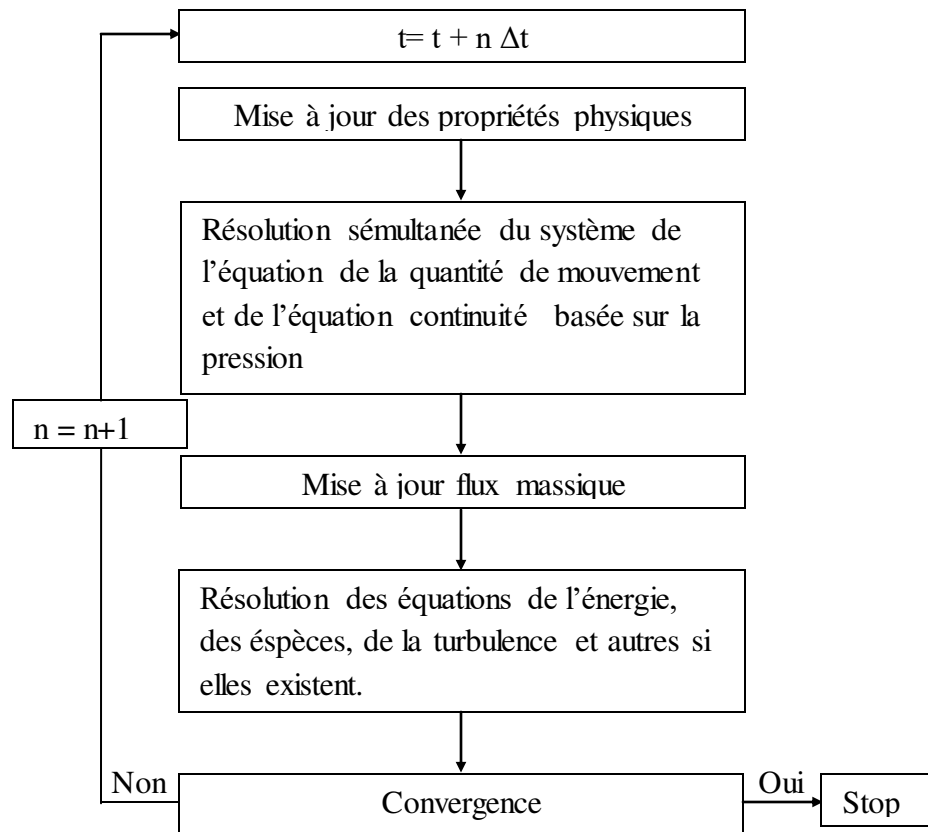 t= t + n Δt
Mise à jour des propriétés physiques
Résolution sémultanée du système de
l’équation de la quantité de mouvement
et de l’équation continuité basée sur la
pression
n = n+1
Mise à jour flux massique
Résolution des équations de l’énergie,
des éspèces, de la turbulence et autres si
elles existent.
Non
Convergence
Oui
Stop